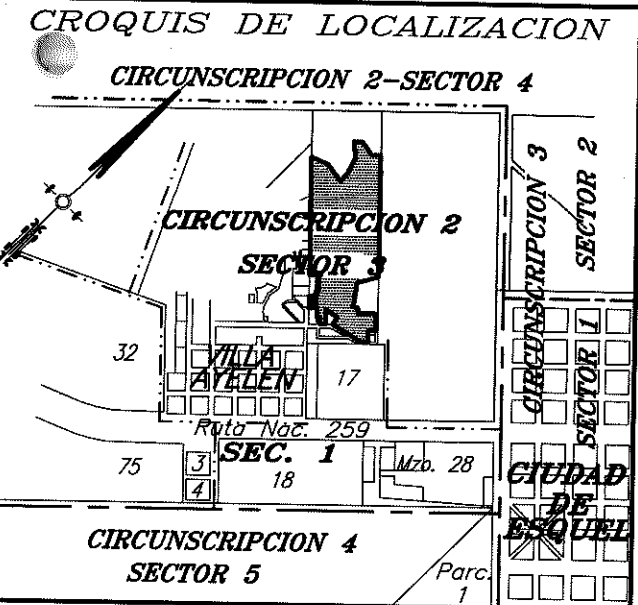 CROQUIS DE LOCALIZACION
CIRCUNSCRIPCION 2-SECTOR 4
CIRCUNSCRIPCION 3
SECTOR 2
CIRCUNSCRIPCION 2
SECTOR 3
SECTOR 1
32
VILLA
AYELEN
17
Ruta Nac. 259
SEC. 1
75
3
4
18
Mzo. 28
CIUDAD
DE
ESQUEL
CIRCUNSCRIPCION 4
SECTOR 5
Parc.
1